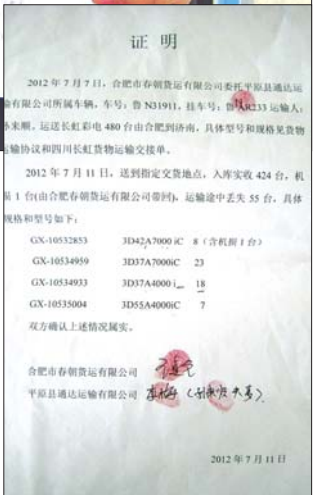 证 明
2012 年 7 月 7 日，合肥市春朝货运有限公司委托平原县通达运
输有限公司所属车辆，车号：鲁 N31911，挂车号：鲁 233 运输人：
孙来顺。运送长虹彩电 480 台由合肥到济南，具体型号和规格见货物
运输协议和四川长虹货物运输交接单。
2012 年 7 月 11 日，送到指定交货地点，入库实收 424 台，机
损 1 台(由合肥春朝货运有限公司带回)，运输途中丢失 55 台，具体
规格和型号如下：
GX-10532853 3D42A7000 iC 8（含机损 1 台）
GX-10534959 3D37A7000iC 23
GX-10534933 3D37A4000 i 18
GX-10535004 3D55A4000iC 7
双方确认上述情况属实。
合肥市春朝货运有限公司
平原县通达运输有限公司
2012 年 7 月 11 日